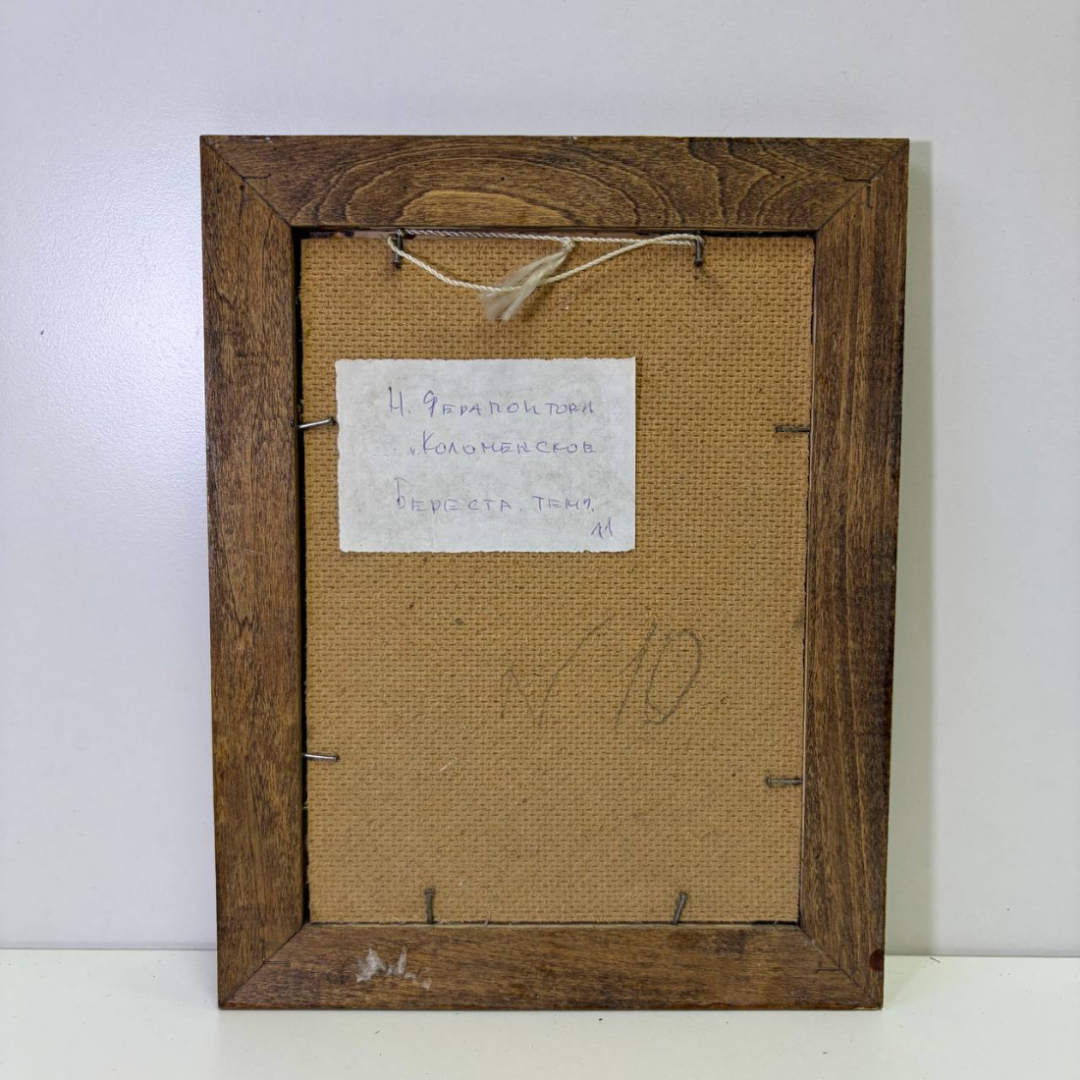 Н. Ферапонтова
„Коломенское
Береста. темп.
11
N 10